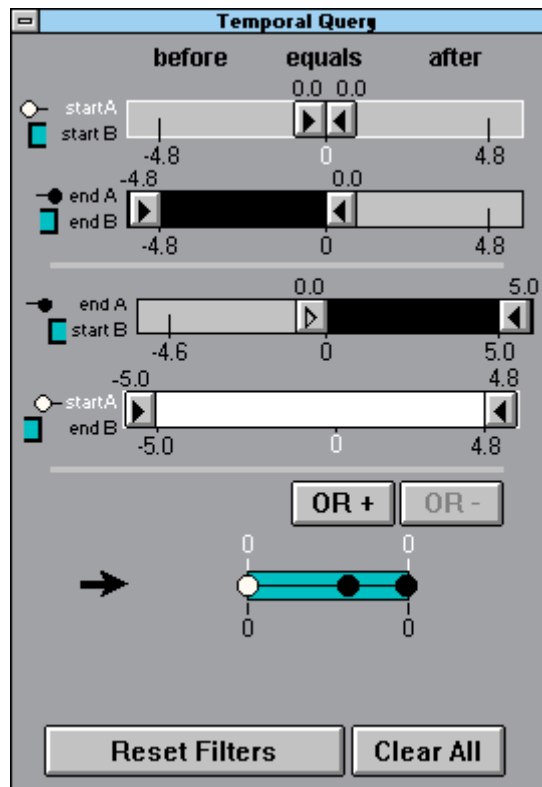 Temporal Query
before equals after
0.0 0.0
startA
start B
-4.8 0 4.8
-4.8 0.0
end A
end B
-4.8 0 4.8
0.0 5.0
end A
start B
-4.6 0 5.0
-5.0 4.8
startA
end B
-5.0 0 4.8
OR + OR -
0 0
0 0
Reset Filters Clear All